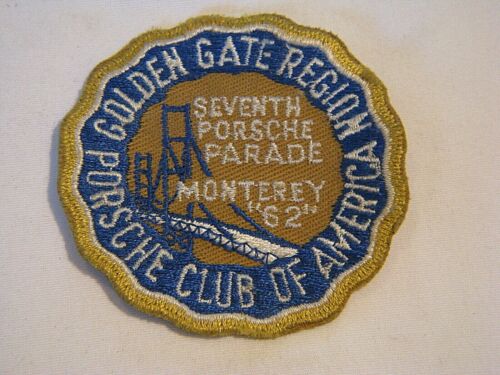 GOLDEN GATE REGION
PORSCHE CLUB OF AMERICA
SEVENTH
PORSCHE
PARADE
MONTEREY
"62"